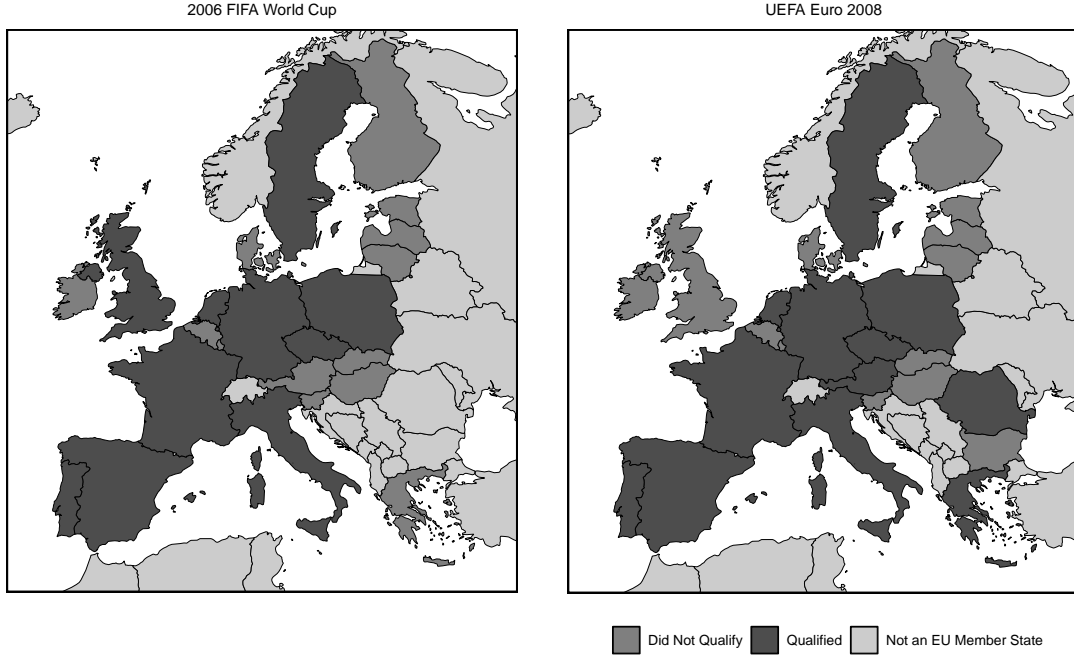 2006 FIFA World Cup
UEFA Euro 2008
Did Not Qualify
Qualified
Not an EU Member State